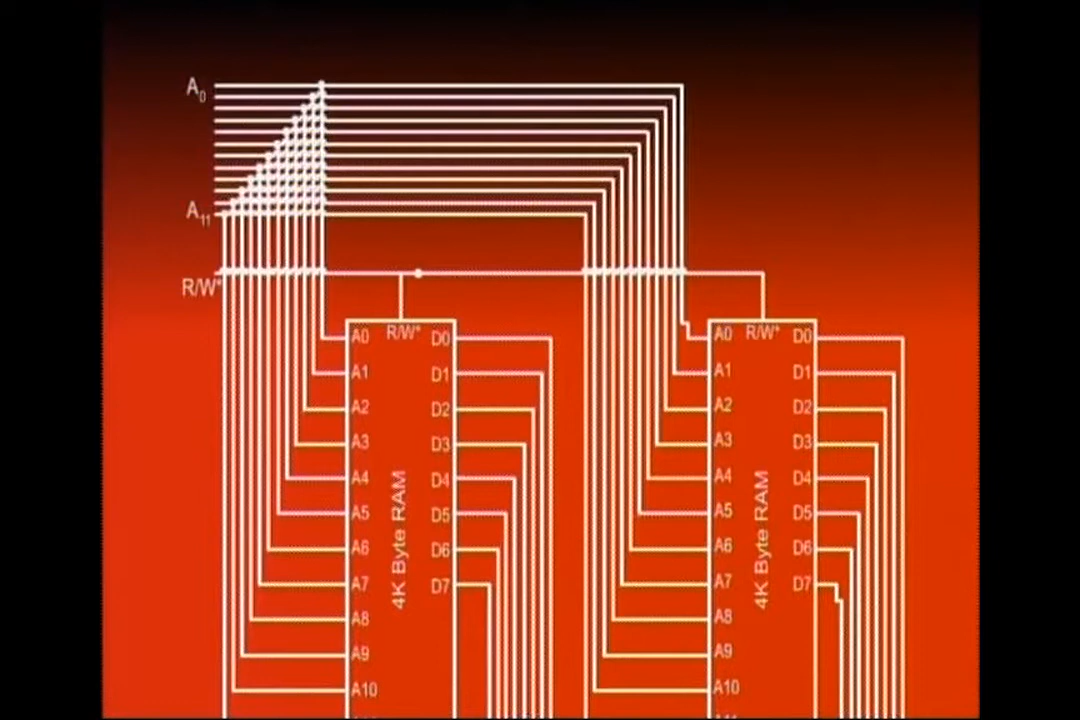 A0
A11
R/W*
R/W*
A0
D0
A1
D1
A2
D2
A3
D3
A4
D4
A5
D5
A6
D6
A7
D7
A8
A9
A10
4K Byte RAM
R/W*
A0
D0
A1
D1
A2
D2
A3
D3
A4
D4
A5
D5
A6
D6
A7
D7
A8
A9
A10
4K Byte RAM